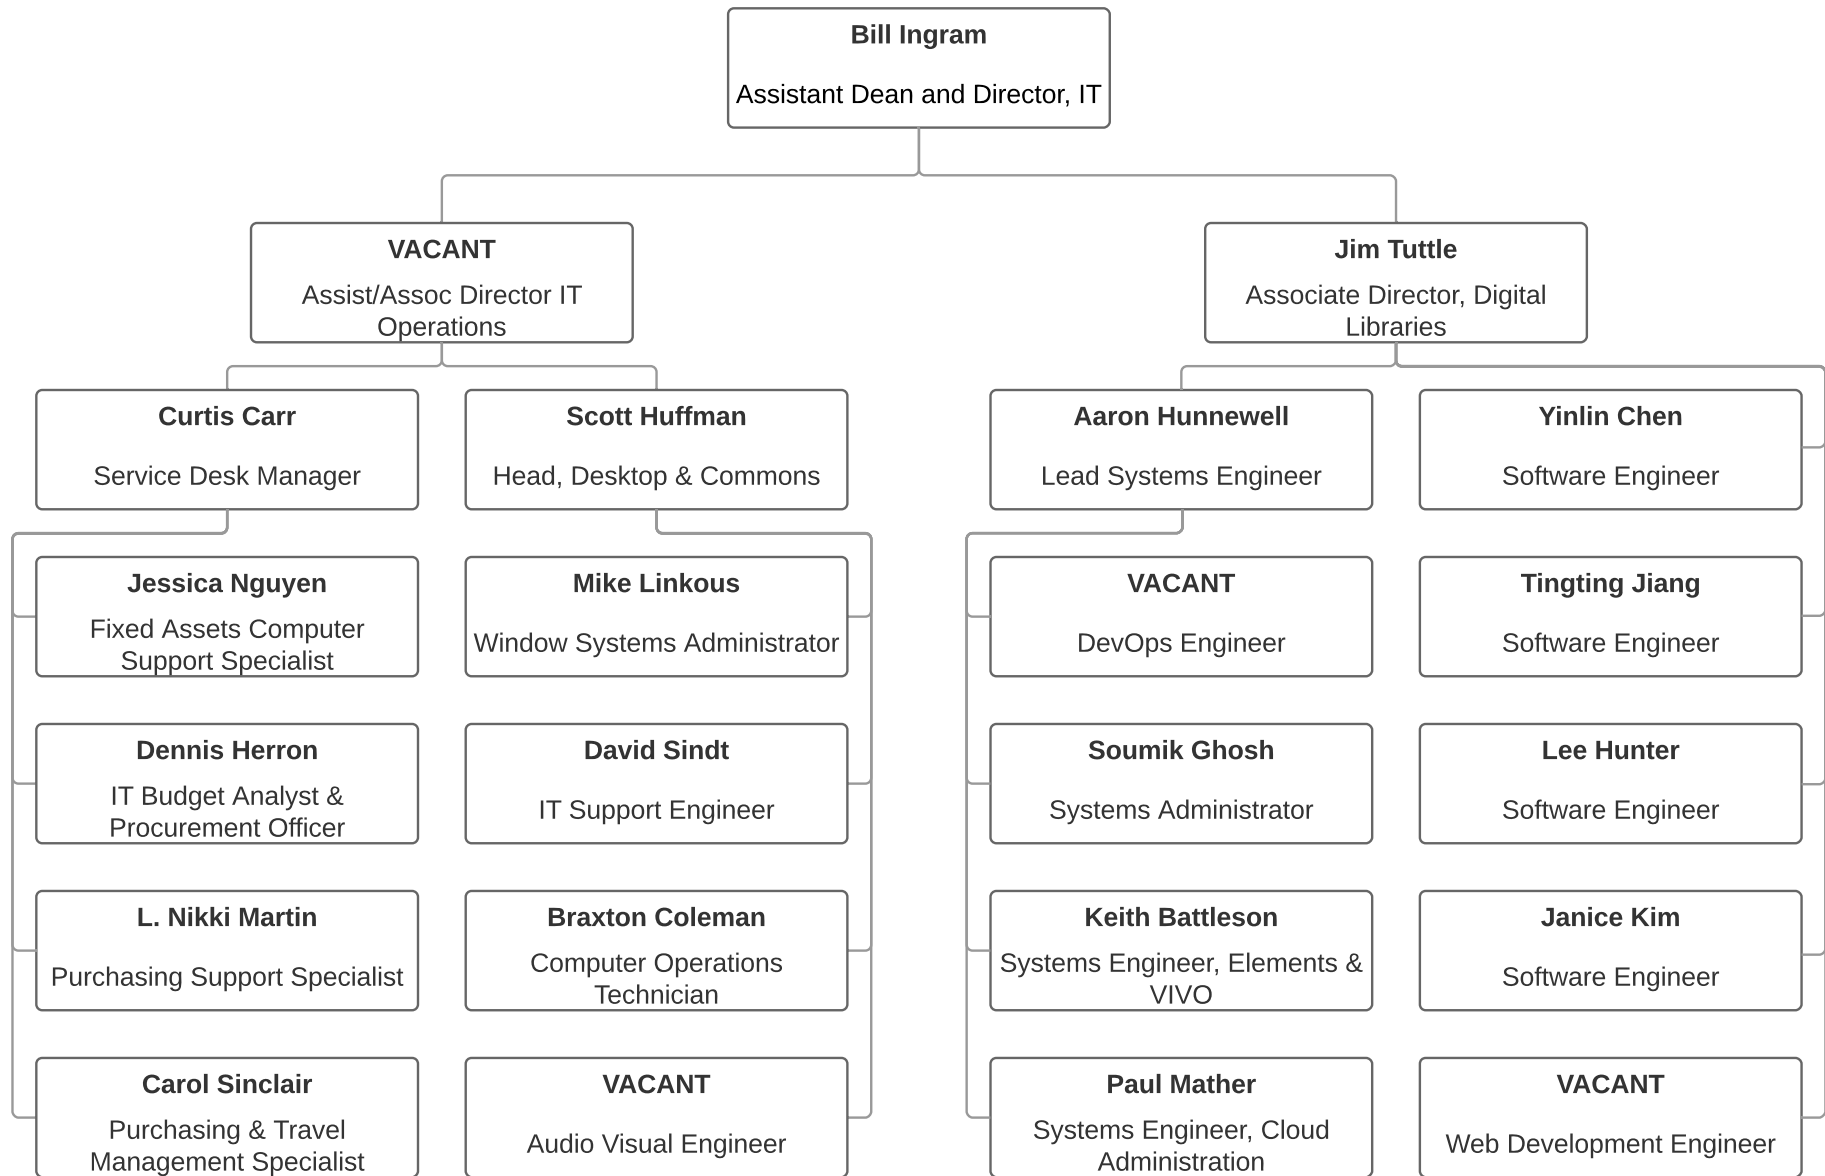 Bill Ingram
Assistant Dean and Director, IT
VACANT
Assist/Assoc Director IT
Operations
Jim Tuttle
Associate Director, Digital
Libraries
Curtis Carr
Service Desk Manager
Scott Huffman
Head, Desktop & Commons
Aaron Hunnewell
Lead Systems Engineer
Yinlin Chen
Software Engineer
Jessica Nguyen
Fixed Assets Computer
Support Specialist
Mike Linkous
Window Systems Administrator
VACANT
DevOps Engineer
Tingting Jiang
Software Engineer
Dennis Herron
IT Budget Analyst &
Procurement Officer
David Sindt
IT Support Engineer
Soumik Ghosh
Systems Administrator
Lee Hunter
Software Engineer
L. Nikki Martin
Purchasing Support Specialist
Braxton Coleman
Computer Operations
Technician
Keith Battleson
Systems Engineer, Elements &
VIVO
Janice Kim
Software Engineer
Carol Sinclair
Purchasing & Travel
Management Specialist
VACANT
Audio Visual Engineer
Paul Mather
Systems Engineer, Cloud
Administration
VACANT
Web Development Engineer